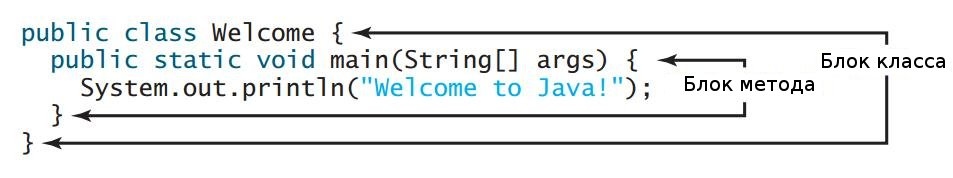 public class Welcome {
public static void main(String[] args) {
Блок класса
System.out.println("Welcome to Java!");
Блок метода
}
}